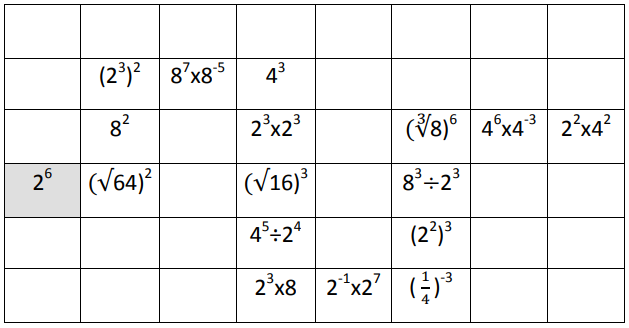 (2³)² 8⁷x8⁻⁵ 4³
8² 2³x2³ (∛8)⁶ 4⁶x4⁻³ 2²x4²
2⁶ (√64)² (√16)³ 8³÷2³
4⁵÷2⁴ (2²)³
2³x8 2⁻¹x2⁷ (1/4)⁻³